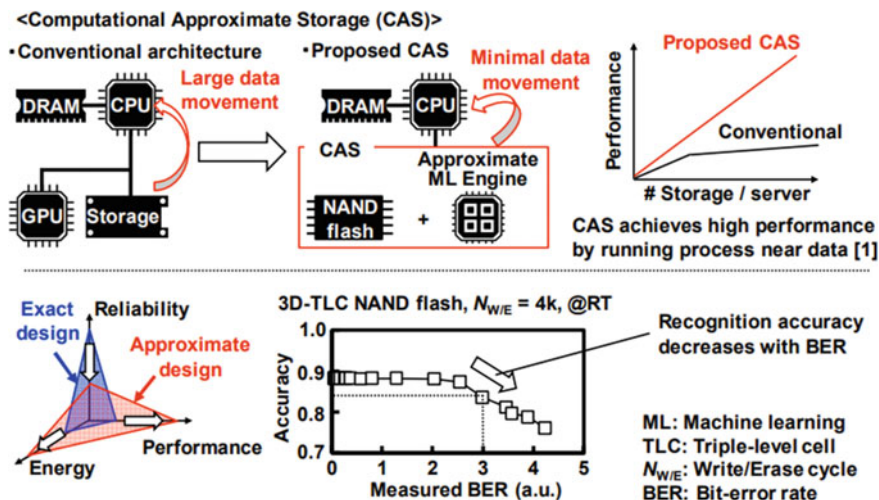 <Computational Approximate Storage (CAS)>
・Conventional architecture
Large data
movement
DRAM
CPU
GPU
Storage
・Proposed CAS
Minimal data
movement
DRAM
CPU
CAS
Approximate
ML Engine
NAND
flash
+
Proposed CAS
Conventional
Performance
# Storage / server
CAS achieves high performance
by running process near data [1]
Exact
design
Reliability
Approximate
design
Performance
Energy
3D-TLC NAND flash, N_W/E = 4k, @RT
Accuracy
1.0
0.9
0.8
0.7
0 1 2 3 4 5
Measured BER (a.u.)
Recognition accuracy
decreases with BER
ML: Machine learning
TLC: Triple-level cell
N_W/E: Write/Erase cycle
BER: Bit-error rate